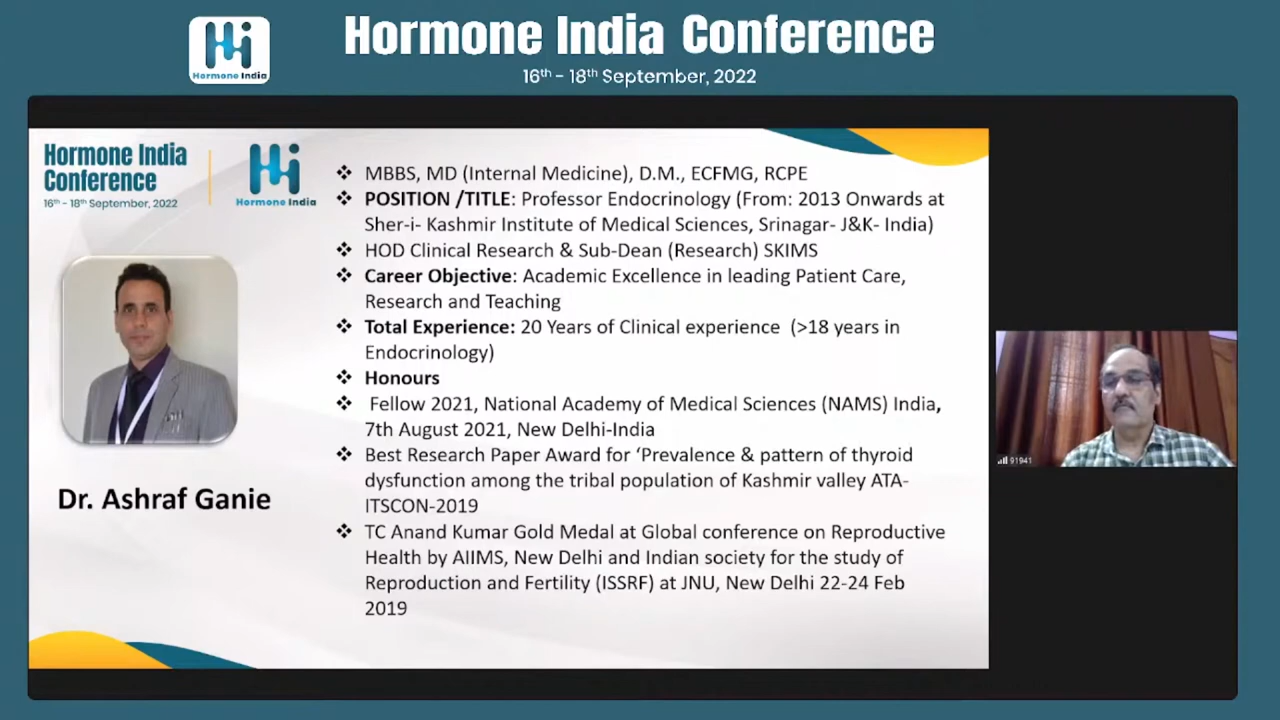 Hormone India
Hormone India Conference
16th - 18th September, 2022
Hormone India
Conference
16th - 18th September, 2022
Hormone India
❖ MBBS, MD (Internal Medicine), D.M., ECFMG, RCPE
❖ POSITION /TITLE: Professor Endocrinology (From: 2013 Onwards at
Sher-i- Kashmir Institute of Medical Sciences, Srinagar- J&K- India)
❖ HOD Clinical Research & Sub-Dean (Research) SKIMS
❖ Career Objective: Academic Excellence in leading Patient Care,
Research and Teaching
❖ Total Experience: 20 Years of Clinical experience (>18 years in
Endocrinology)
❖ Honours
❖ Fellow 2021, National Academy of Medical Sciences (NAMS) India,
7th August 2021, New Delhi-India
❖ Best Research Paper Award for ‘Prevalence & pattern of thyroid
dysfunction among the tribal population of Kashmir valley ATA-
ITSCON-2019
❖ TC Anand Kumar Gold Medal at Global conference on Reproductive
Health by AIIMS, New Delhi and Indian society for the study of
Reproduction and Fertility (ISSRF) at JNU, New Delhi 22-24 Feb
2019
Dr. Ashraf Ganie
91941